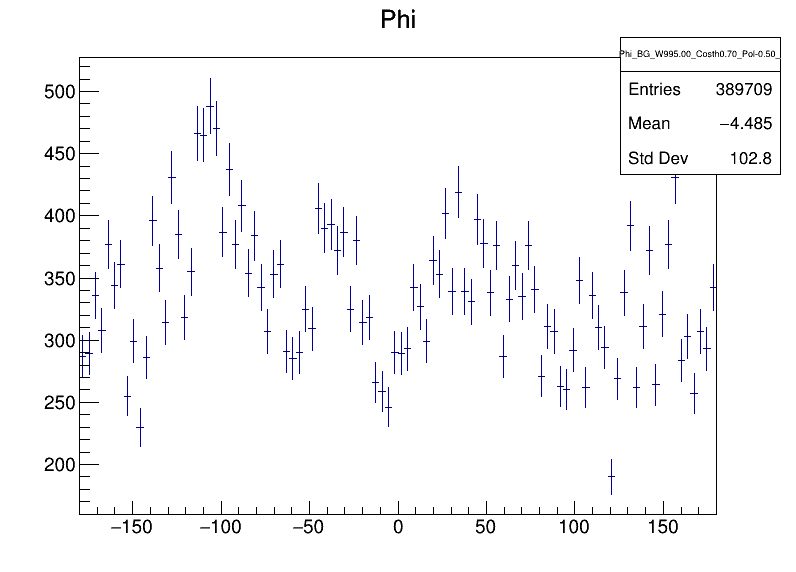 Phi
Phi_BG_W995.00_Costh0.70_Pol-0.50_
Entries 389709
Mean −4.485
Std Dev 102.8
500
450
400
350
300
250
200
−150 −100 −50 0 50 100 150